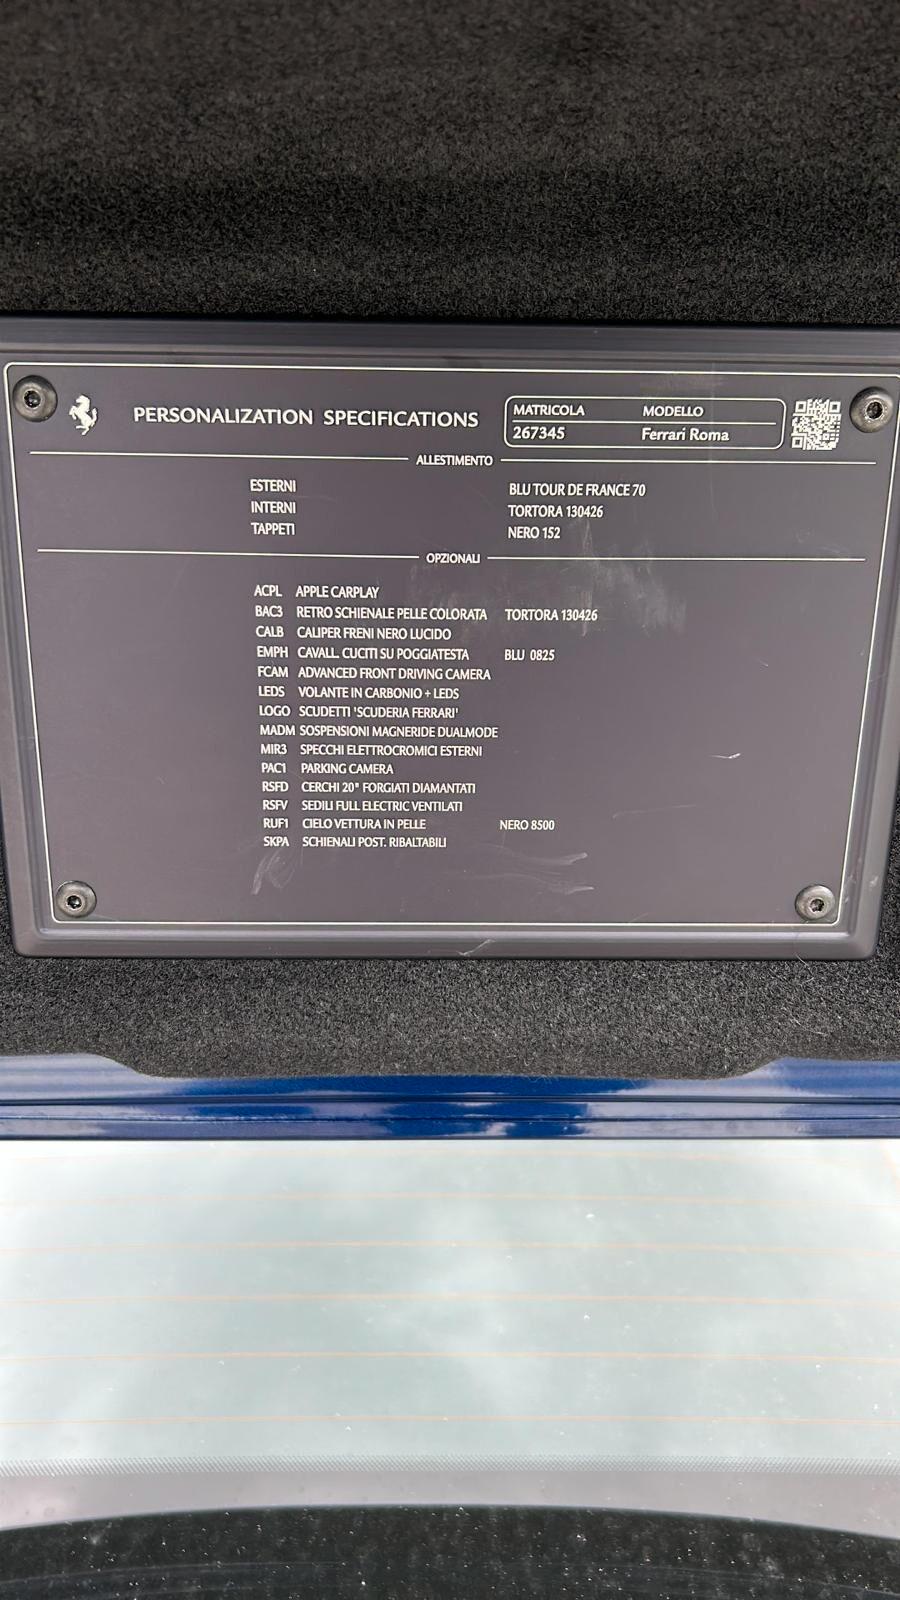 PERSONALIZATION SPECIFICATIONS
MATRICOLA MODELLO
267345 Ferrari Roma
ALLESTIMENTO
ESTERNI BLU TOUR DE FRANCE 70
INTERNI TORTORA 130426
TAPPETI NERO 152
OPZIONALI
ACPL APPLE CARPLAY
BAC3 RETRO SCHIENALE PELLE COLORATA TORTORA 130426
CALB CALIPER FRENI NERO LUCIDO
EMPH CAVALL. CUCITI SU POGGIATESTA BLU 0825
FCAM ADVANCED FRONT DRIVING CAMERA
LEDS VOLANTE IN CARBONIO + LEDS
LOGO SCUDETTI 'SCUDERIA FERRARI'
MADM SOSPENSIONI MAGNERIDE DUALMODE
MIR3 SPECCHI ELETTROCROMICI ESTERNI
PAC1 PARKING CAMERA
RSFD CERCHI 20" FORGIATI DIAMANTATI
RSFV SEDILI FULL ELECTRIC VENTILATI
RUF1 CIELO VETTURA IN PELLE NERO 8500
SKPA SCHIENALI POST. RIBALTABILI